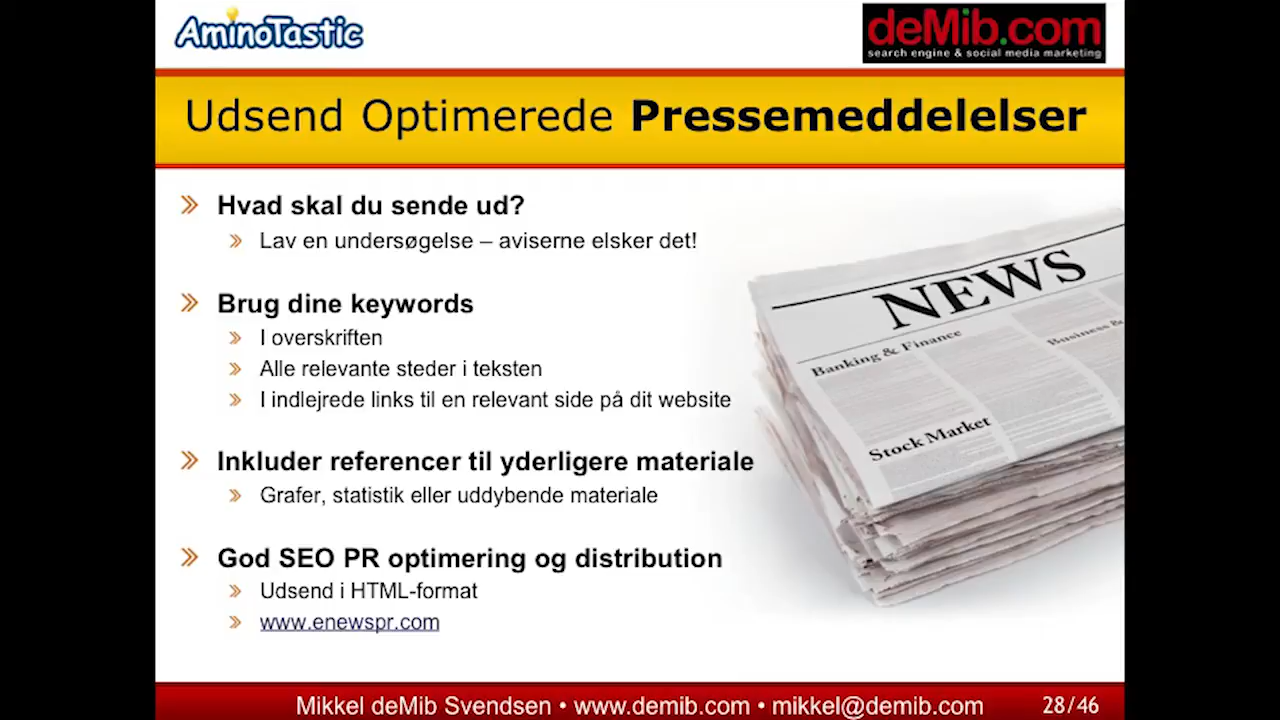 AminoTastic
deMib.com
search engine & social media marketing
Udsend Optimerede Pressemeddelelser
Hvad skal du sende ud?
Lav en undersøgelse – aviserne elsker det!
Brug dine keywords
I overskriften
Alle relevante steder i teksten
I indlejrede links til en relevant side på dit website
Inkluder referencer til yderligere materiale
Grafer, statistik eller uddybende materiale
God SEO PR optimering og distribution
Udsend i HTML-format
www.enewspr.com
NEWS
Banking & Finance
Business &
Stock Market
Mikkel deMib Svendsen • www.demib.com • mikkel@demib.com
28/46